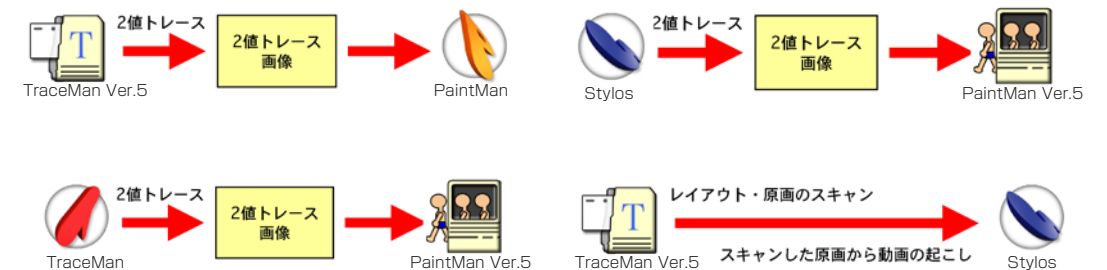 2値トレース
2値トレース
画像
T
TraceMan Ver.5
PaintMan
2値トレース
2値トレース
画像
Stylos
PaintMan Ver.5
2値トレース
2値トレース
画像
TraceMan
PaintMan Ver.5
レイアウト・原画のスキャン
T
スキャンした原画から動画の起こし
TraceMan Ver.5
Stylos